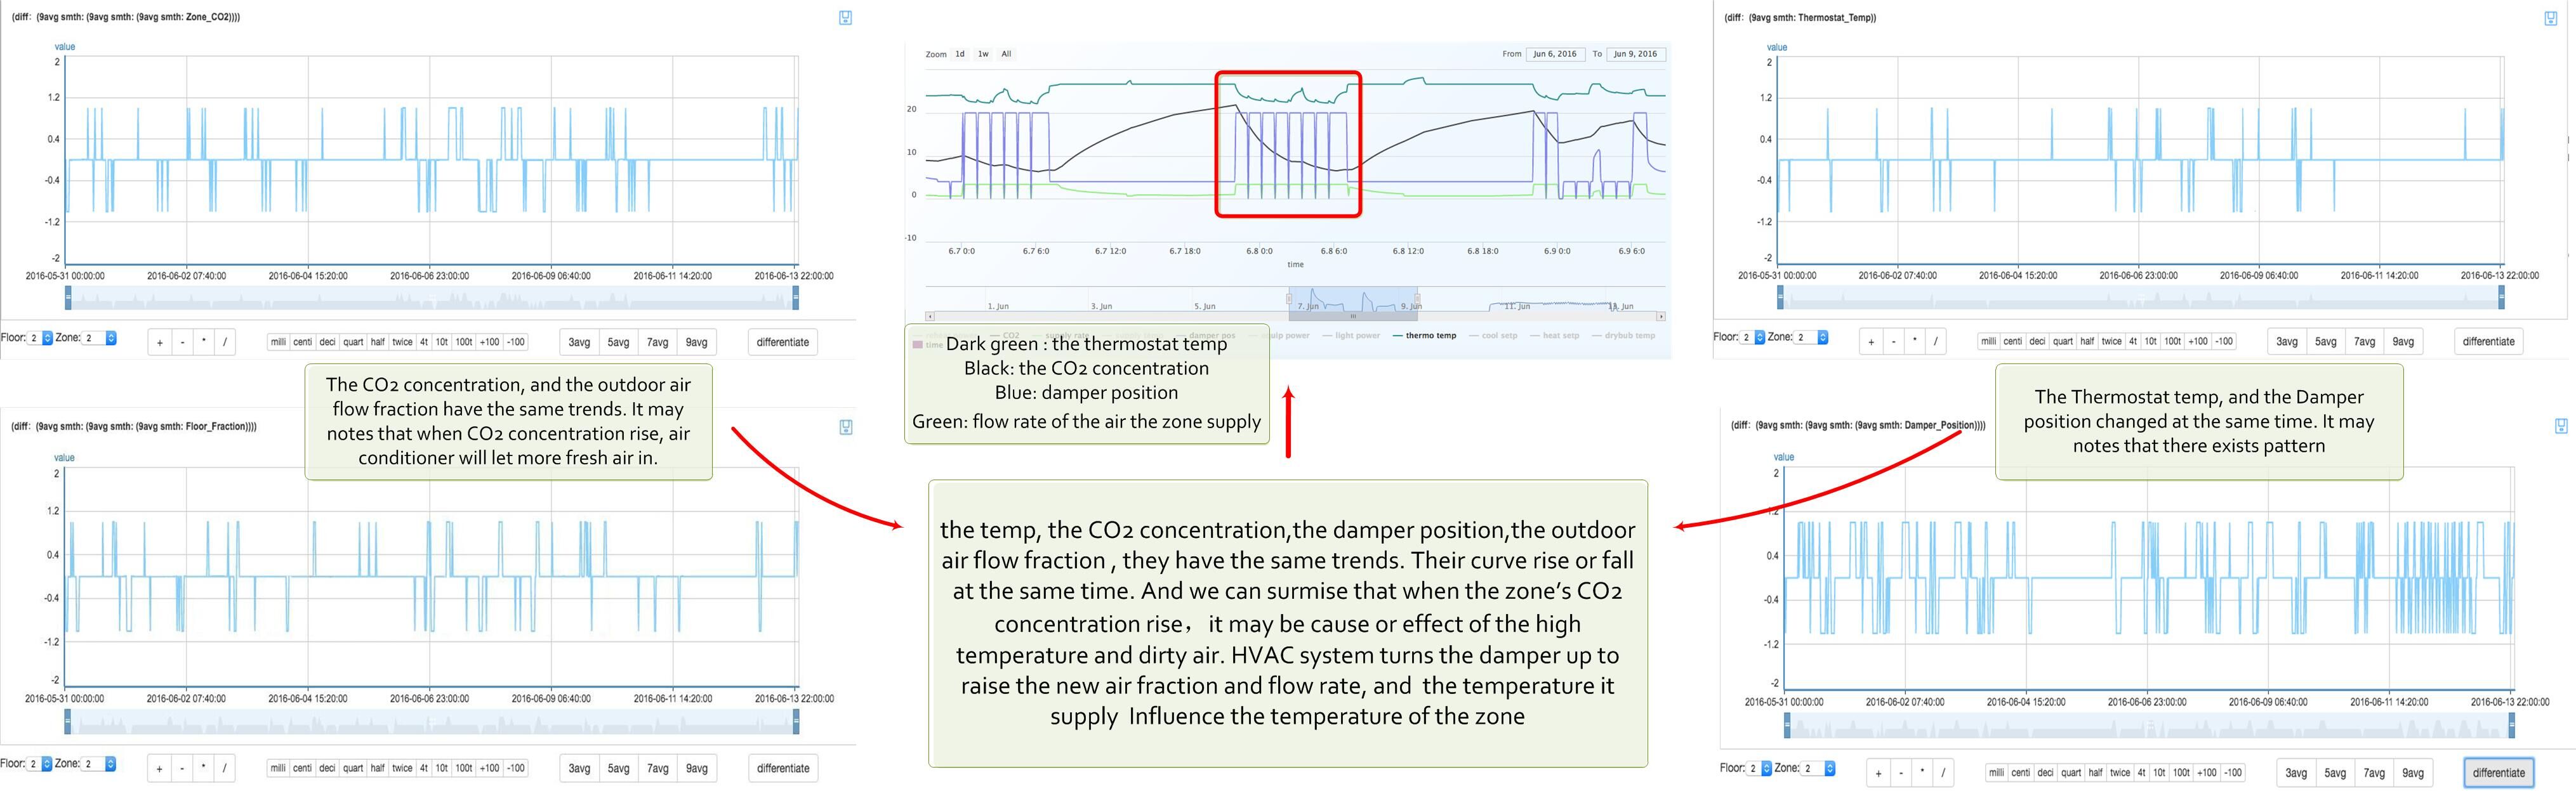 (diff: (9avg smth: (9avg smth: (9avg smth: Zone_CO2))))
value
2
1.2
0.4
-0.4
-1.2
-2
2016-05-31 00:00:00 2016-06-02 07:40:00 2016-06-04 15:20:00 2016-06-06 23:00:00 2016-06-09 06:40:00 2016-06-11 14:20:00 2016-06-13 22:00:00
Floor: 2 Zone: 2 + - * / milli centi deci quart half twice 4t 10t 100t +100 -100 3avg 5avg 7avg 9avg differentiate
The CO2 concentration, and the outdoor air
flow fraction have the same trends. It may
notes that when CO2 concentration rise, air
conditioner will let more fresh air in.
(diff: (9avg smth: (9avg smth: (9avg smth: Floor_Fraction))))
value
2
1.2
0.4
-0.4
-1.2
-2
2016-05-31 00:00:00 2016-06-02 07:40:00 2016-06-04 15:20:00 2016-06-06 23:00:00 2016-06-09 06:40:00 2016-06-11 14:20:00 2016-06-13 22:00:00
Floor: 2 Zone: 2 + - * / milli centi deci quart half twice 4t 10t 100t +100 -100 3avg 5avg 7avg 9avg differentiate
Zoom 1d 1w All From Jun 6, 2016 To Jun 9, 2016
20
10
0
-10
6.7 0:0 6.7 6:0 6.7 12:0 6.7 18:0 6.8 0:0 6.8 6:0 6.8 12:0 6.8 18:0 6.9 0:0 6.9 6:0
time
1. Jun 3. Jun 5. Jun 7. Jun 9. Jun 11. Jun 13. Jun
CO2 supply rate damper pos equip power light power thermo temp cool setp heat setp drybub temp
time
Dark green : the thermostat temp
Black: the CO2 concentration
Blue: damper position
Green: flow rate of the air the zone supply
the temp, the CO2 concentration,the damper position,the outdoor
air flow fraction , they have the same trends. Their curve rise or fall
at the same time. And we can surmise that when the zone's CO2
concentration rise， it may be cause or effect of the high
temperature and dirty air. HVAC system turns the damper up to
raise the new air fraction and flow rate, and the temperature it
supply Influence the temperature of the zone
(diff: (9avg smth: Thermostat_Temp))
value
2
1.2
0.4
-0.4
-1.2
-2
2016-05-31 00:00:00 2016-06-02 07:40:00 2016-06-04 15:20:00 2016-06-06 23:00:00 2016-06-09 06:40:00 2016-06-11 14:20:00 2016-06-13 22:00:00
Floor: 2 Zone: 2 + - * / milli centi deci quart half twice 4t 10t 100t +100 -100 3avg 5avg 7avg 9avg differentiate
The Thermostat temp, and the Damper
position changed at the same time. It may
notes that there exists pattern
(diff: (9avg smth: (9avg smth: (9avg smth: Damper_Position))))
value
2
1.2
0.4
-0.4
-1.2
-2
2016-05-31 00:00:00 2016-06-02 07:40:00 2016-06-04 15:20:00 2016-06-06 23:00:00 2016-06-09 06:40:00 2016-06-11 14:20:00 2016-06-13 22:00:00
Floor: 2 Zone: 2 + - * / milli centi deci quart half twice 4t 10t 100t +100 -100 3avg 5avg 7avg 9avg differentiate